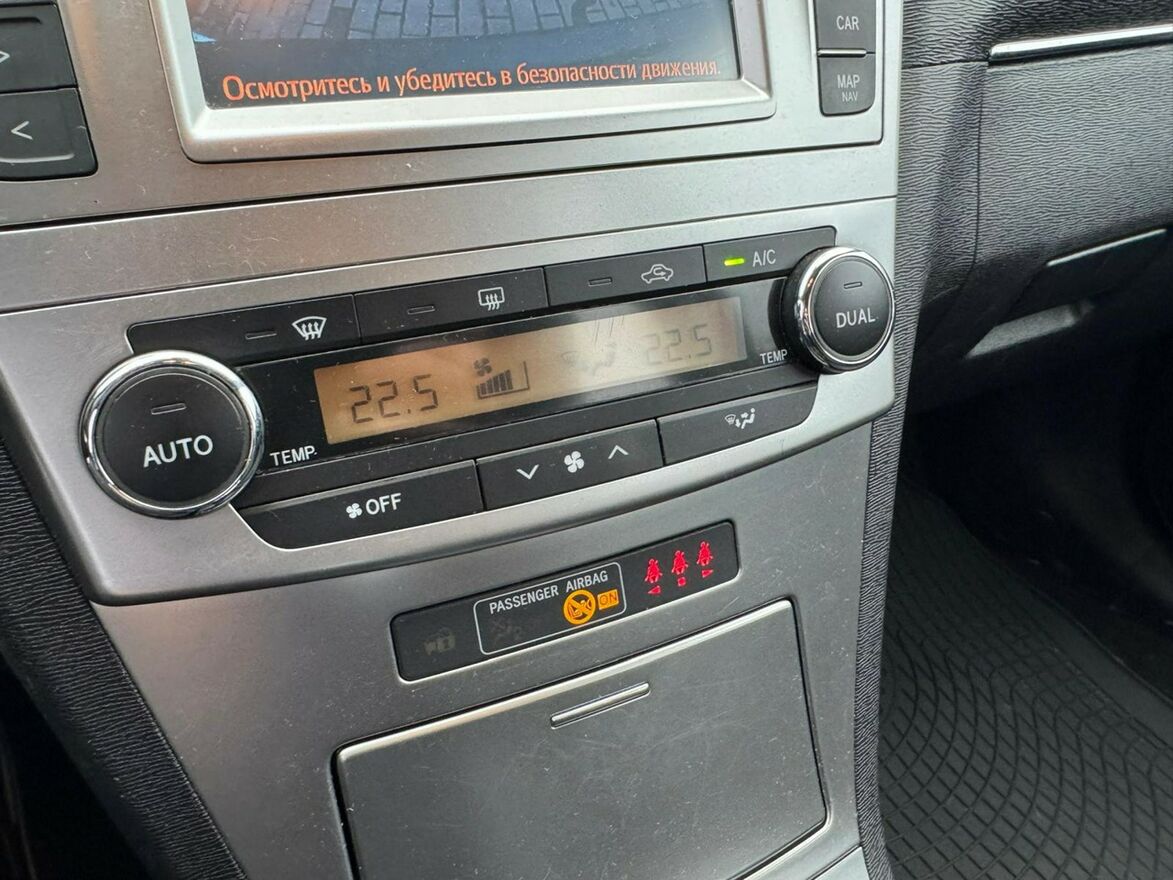 CAR
MAP
NAV
Осмотритесь и убедитесь в безопасности движения.
A/C
DUAL
22.5
22.5
TEMP
AUTO
TEMP.
OFF
PASSENGER AIRBAG
ON